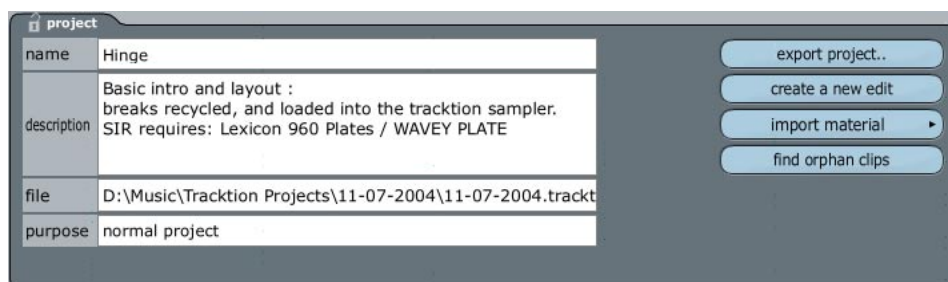 project
name Hinge
description Basic intro and layout :
breaks recycled, and loaded into the tracktion sampler.
SIR requires: Lexicon 960 Plates / WAVEY PLATE
file D:\Music\Tracktion Projects\11-07-2004\11-07-2004.trackt
purpose normal project
export project..
create a new edit
import material
find orphan clips